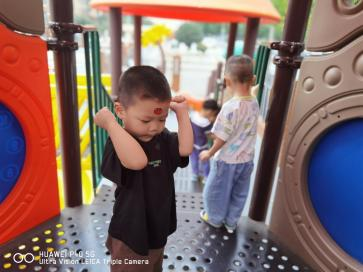 HUAWEI P40 5G
Ultra Vision LEICA Triple Camera